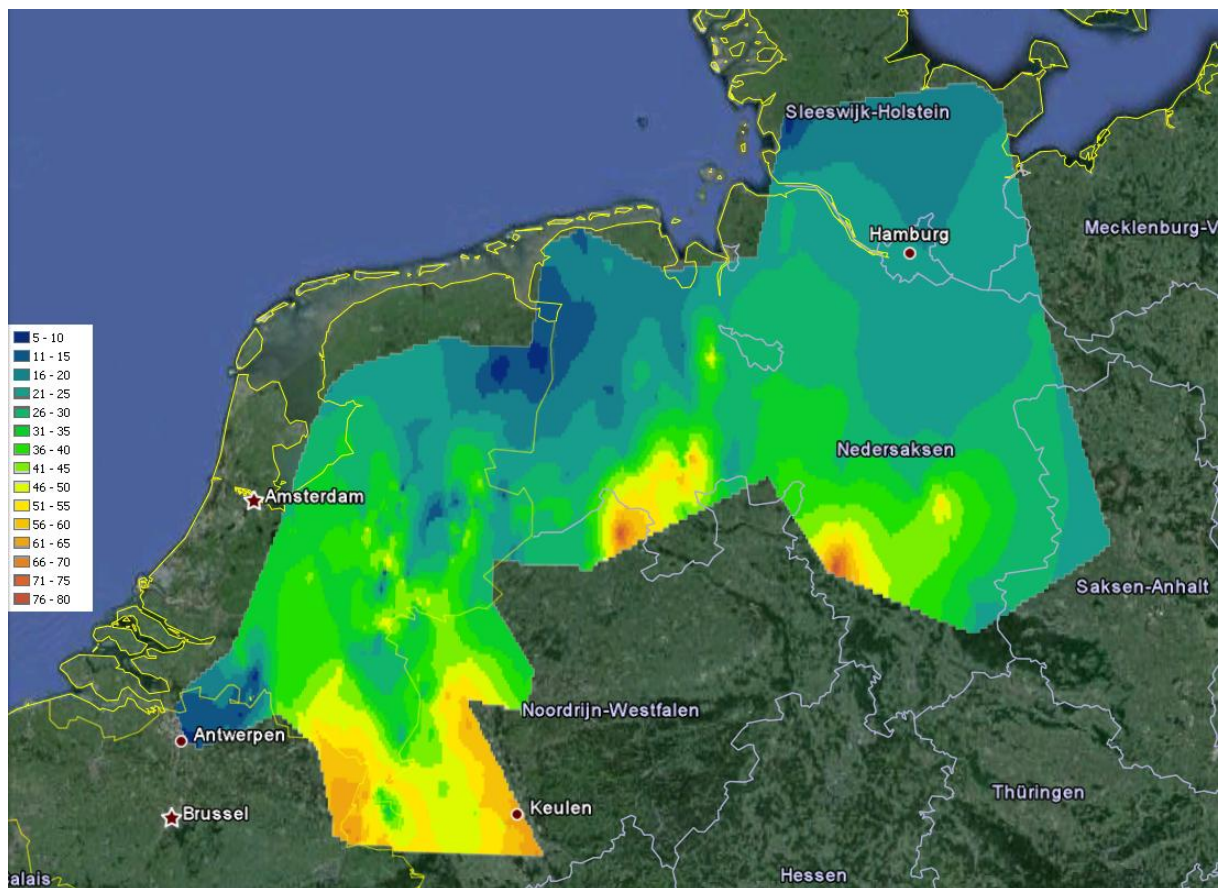 Sleeswijk-Holstein
Mecklenburg-V
Hamburg
5 - 10
11 - 15
16 - 20
21 - 25
26 - 30
31 - 35
36 - 40
41 - 45
46 - 50
51 - 55
56 - 60
61 - 65
66 - 70
71 - 75
76 - 80
Nedersaksen
Amsterdam
Saksen-Anhalt
Noordrijn-Westfalen
Antwerpen
Thüringen
Brussel
Keulen
Calais
Hessen